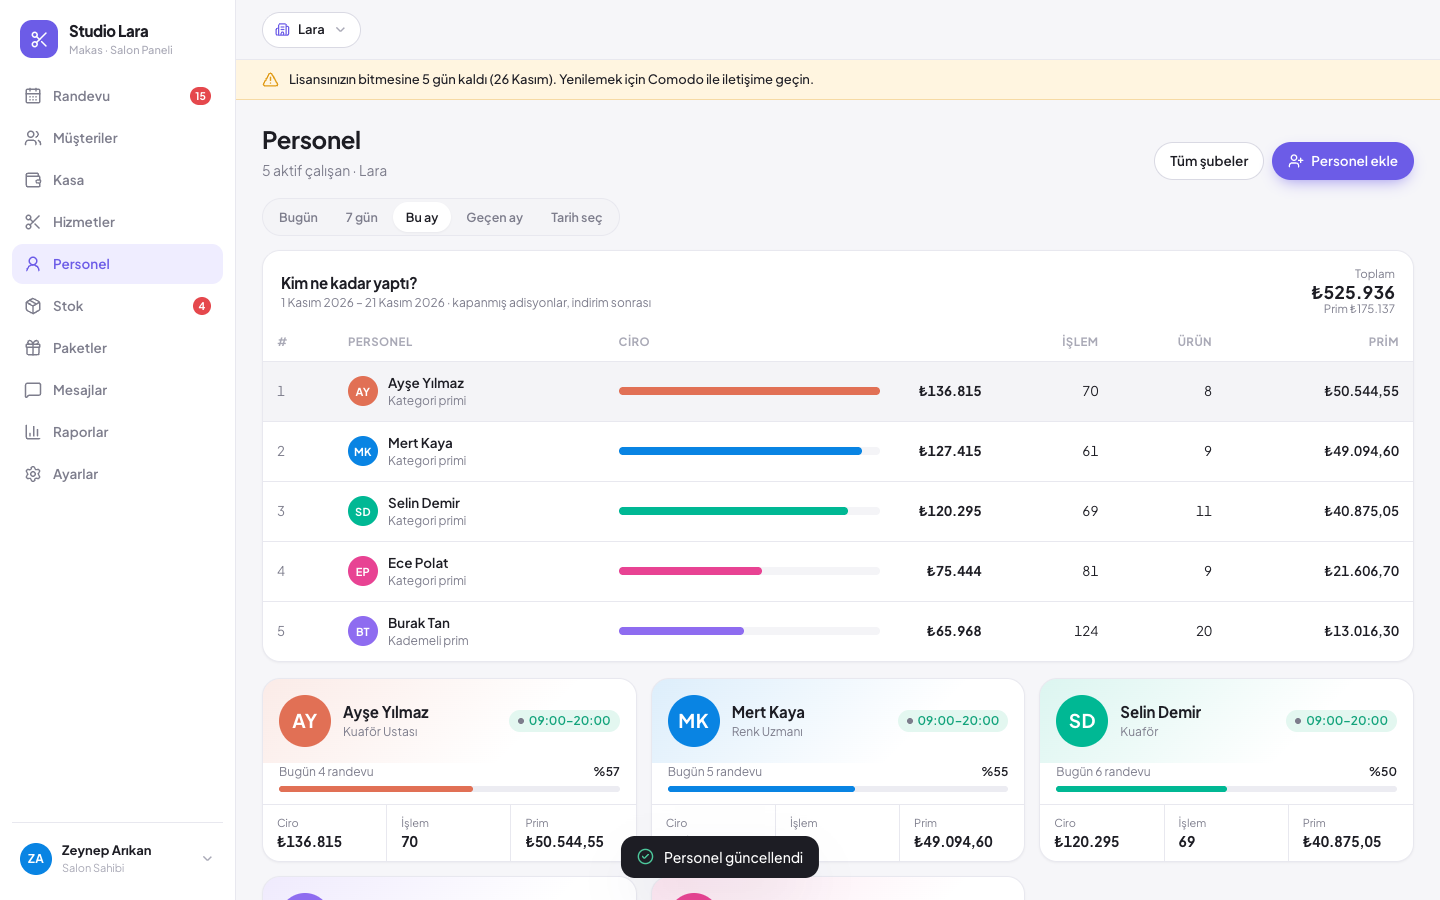 Studio Lara
Makas · Salon Paneli
Randevu 15
Müşteriler
Kasa
Hizmetler
Personel
Stok 4
Paketler
Mesajlar
Raporlar
Ayarlar
ZA Zeynep Arıkan
Salon Sahibi
Lara
Lisansınızın bitmesine 5 gün kaldı (26 Kasım). Yenilemek için Comodo ile iletişime geçin.
Personel
5 aktif çalışan · Lara
Tüm şubeler Personel ekle
Bugün 7 gün Bu ay Geçen ay Tarih seç
Kim ne kadar yaptı?
1 Kasım 2026 – 21 Kasım 2026 · kapanmış adisyonlar, indirim sonrası
Toplam
₺525.936
Prim ₺175.137
# PERSONEL CİRO İŞLEM ÜRÜN PRİM
1 AY Ayşe Yılmaz ₺136.815 70 8 ₺50.544,55
Kategori primi
2 MK Mert Kaya ₺127.415 61 9 ₺49.094,60
Kategori primi
3 SD Selin Demir ₺120.295 69 11 ₺40.875,05
Kategori primi
4 EP Ece Polat ₺75.444 81 9 ₺21.606,70
Kategori primi
5 BT Burak Tan ₺65.968 124 20 ₺13.016,30
Kademeli prim
AY Ayşe Yılmaz 09:00–20:00
Kuaför Ustası
Bugün 4 randevu %57
Ciro İşlem Prim
₺136.815 70 ₺50.544,55
MK Mert Kaya 09:00–20:00
Renk Uzmanı
Bugün 5 randevu %55
Ciro İşlem Prim
₺49.094,60
SD Selin Demir 09:00–20:00
Kuaför
Bugün 6 randevu %50
Ciro İşlem Prim
₺120.295 69 ₺40.875,05
Personel güncellendi